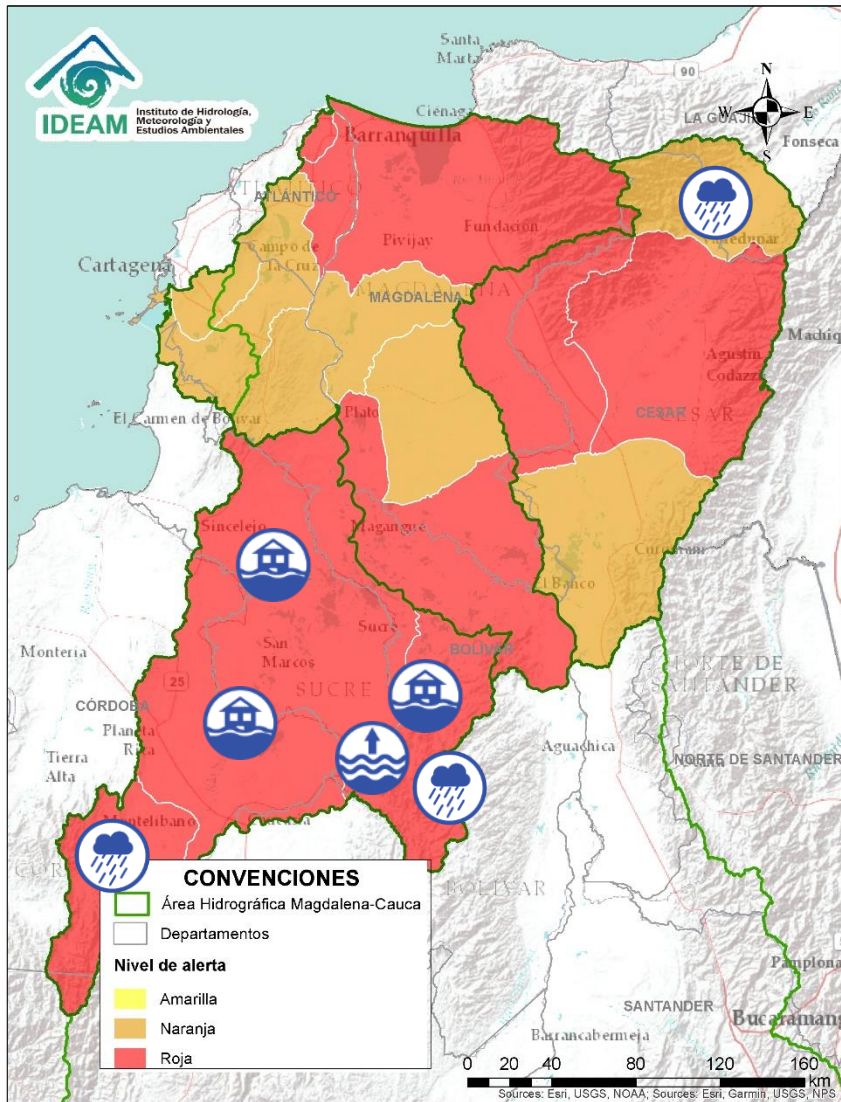 IDEAM
Instituto de Hidrología,
Meteorología y
Estudios Ambientales
Santa
Marta
90
N
W
E
S
LA GUAJI
Fonseca
Ciénaga
Barranquilla
ATLÁNTICO
Campo de
la Cruz
Cartagena
Pivijay
Fundación
Valledupar
MAGDALENA
Machiq
Agustín
Codazzi
CESAR
CESAR
El Carmen de Bolívar
Plato
Sincelejo
Magangué
Curumaní
El Banco
Sucre
San
Marcos
BOLÍVAR
SUCRE
Montería
25
CÓRDOBA
Planeta
Rica
Tierra
Alta
NORTE DE
SANTANDER
Aguachica
NORTE DE SANTANDER
Montelíbano
Caucasia
BOLÍVAR
CONVENCIONES
Área Hidrográfica Magdalena-Cauca
Departamentos
Nivel de alerta
Amarilla
Naranja
Roja
Pamplona
SANTANDER
Bucaramang
Barrancabermeja
0 20 40 80 120 160
km
Sources: Esri, USGS, NOAA; Sources: Esri, Garmin, USGS, NPS